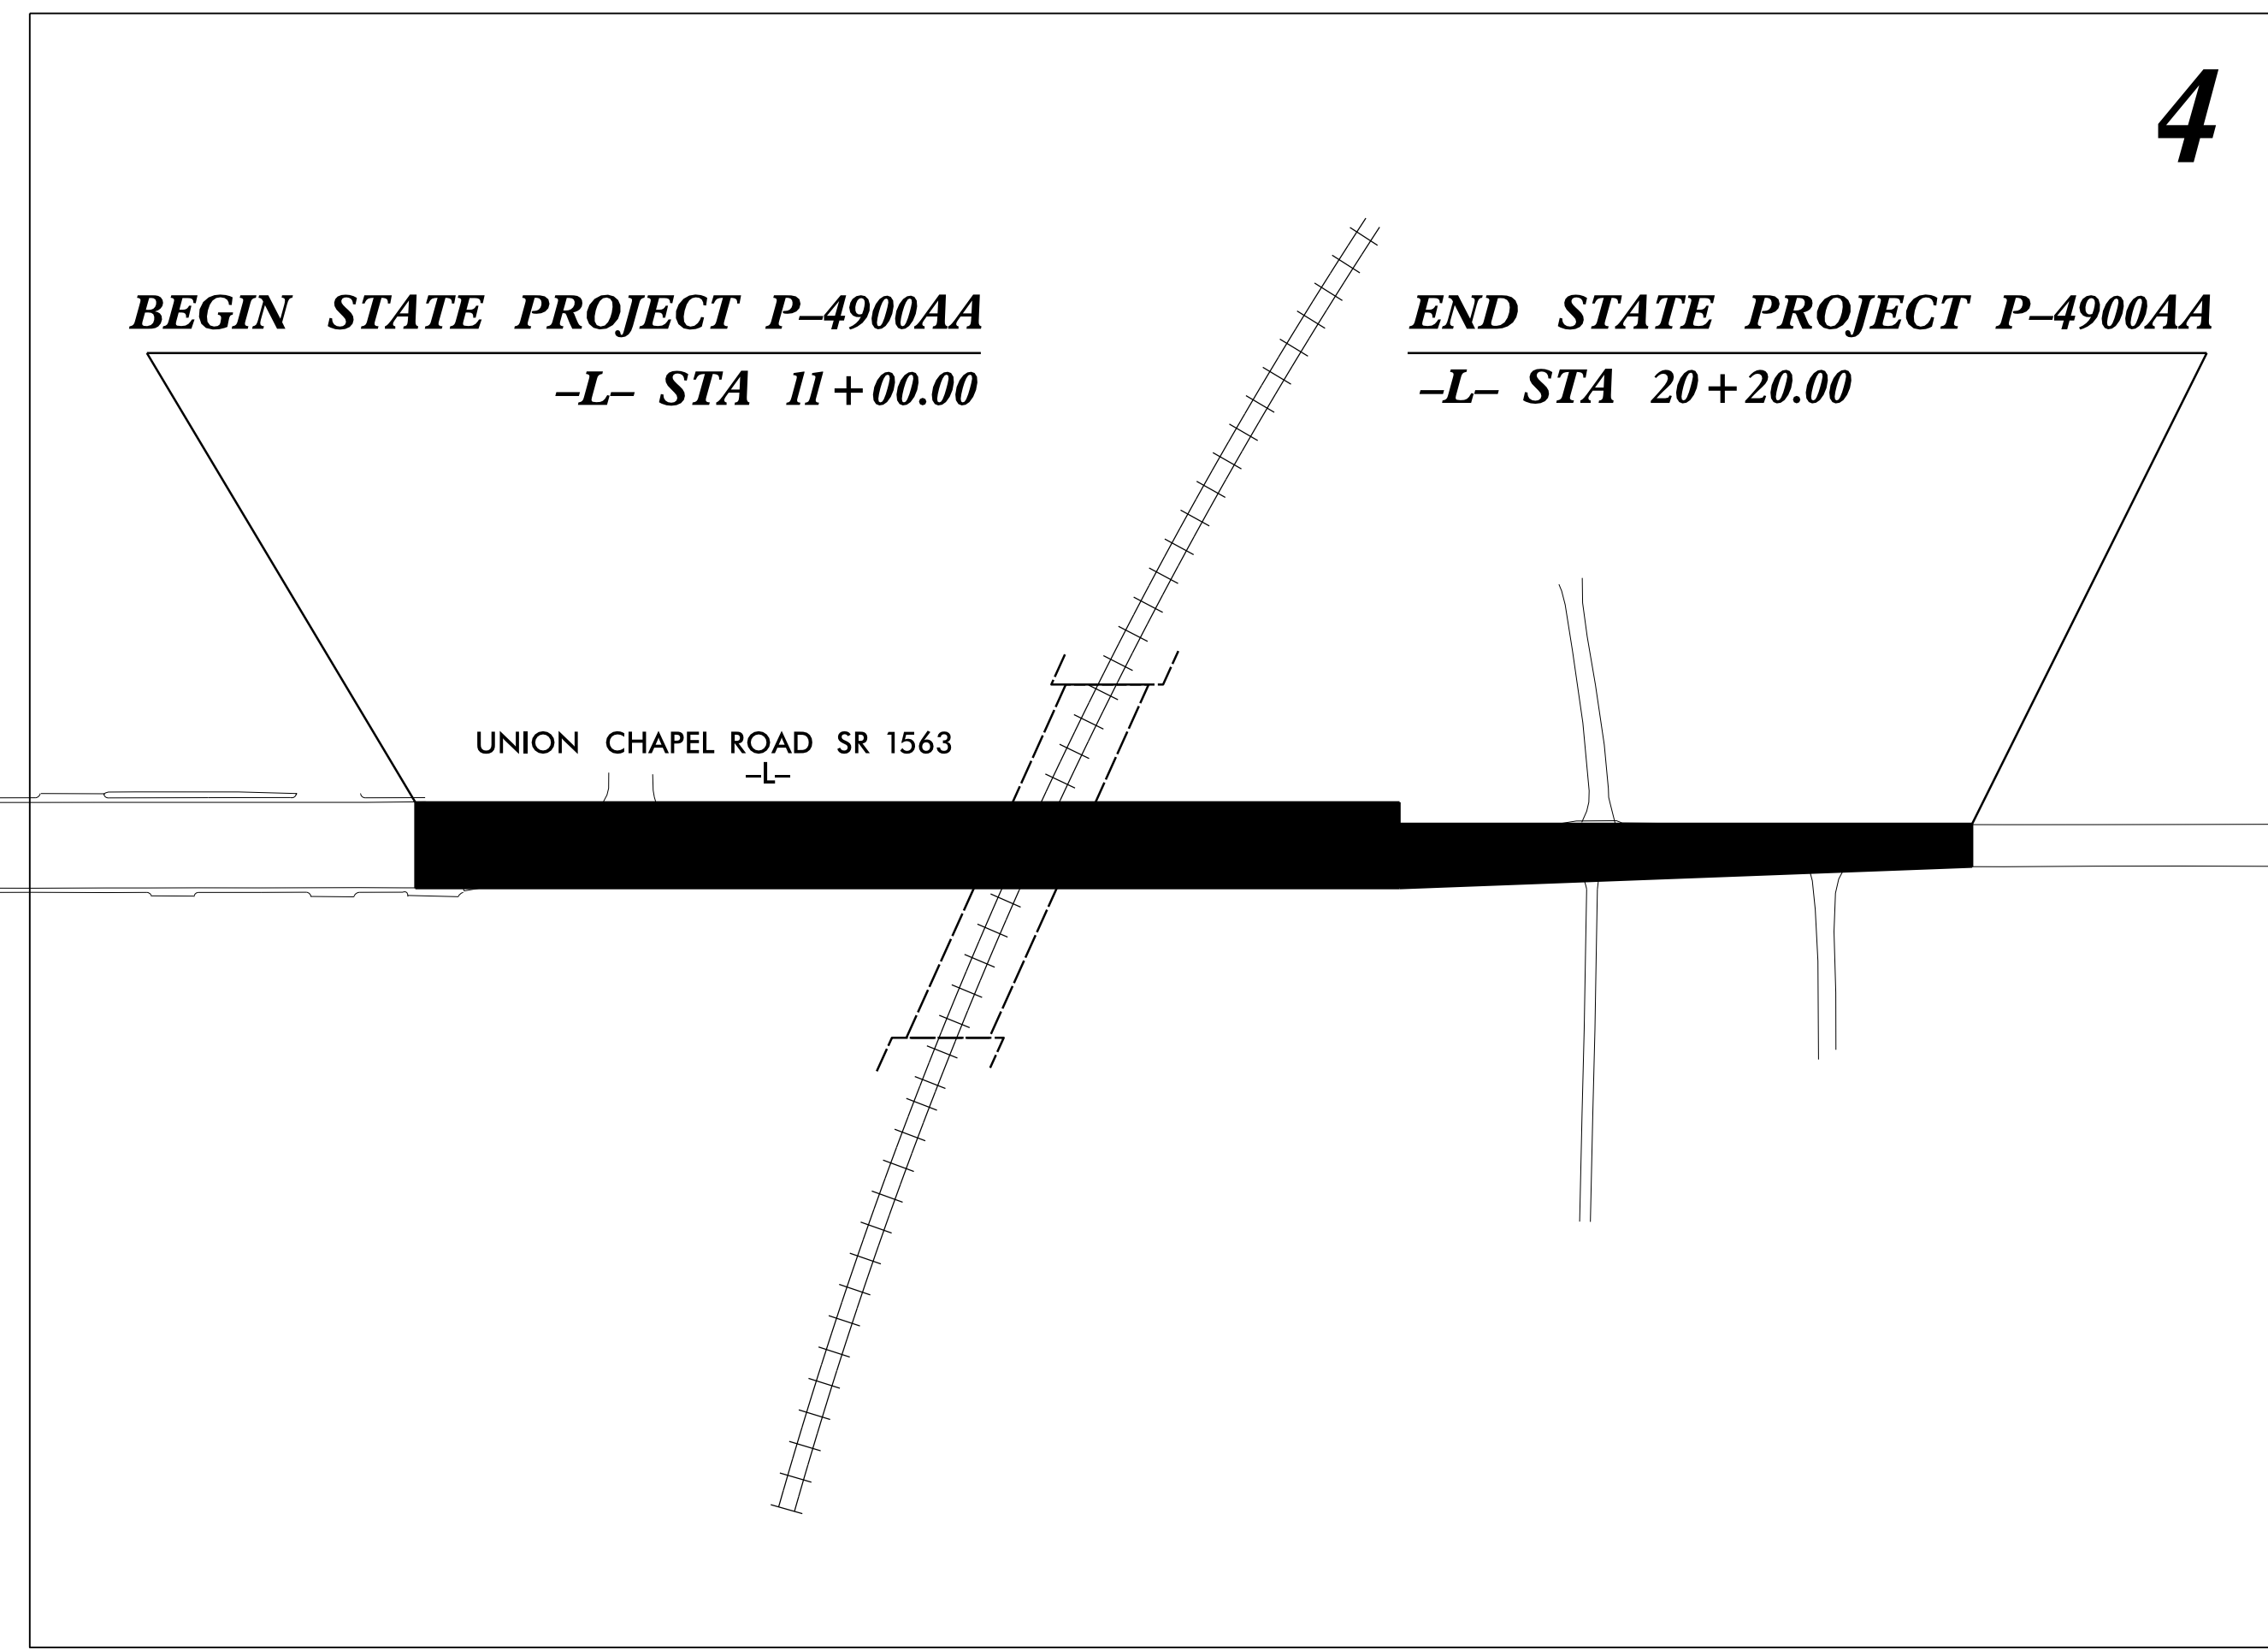 4
BEGIN STATE PROJECT P-4900AA
-L- STA 11+00.00
END STATE PROJECT P-4900AA
-L- STA 20+20.00
UNION CHAPEL ROAD SR 1563
-L-